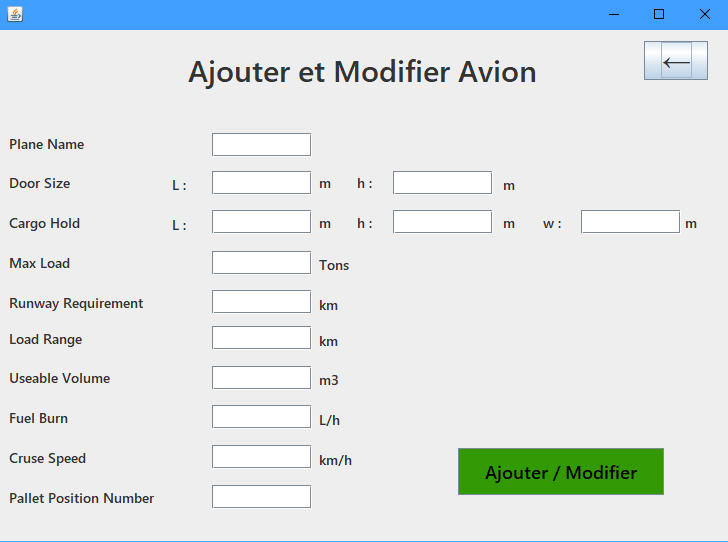 Ajouter et Modifier Avion
←
Plane Name
Door Size L : m h : m
Cargo Hold L : m h : m w : m
Max Load Tons
Runway Requirement km
Load Range km
Useable Volume m3
Fuel Burn L/h
Cruse Speed km/h
Ajouter / Modifier
Pallet Position Number